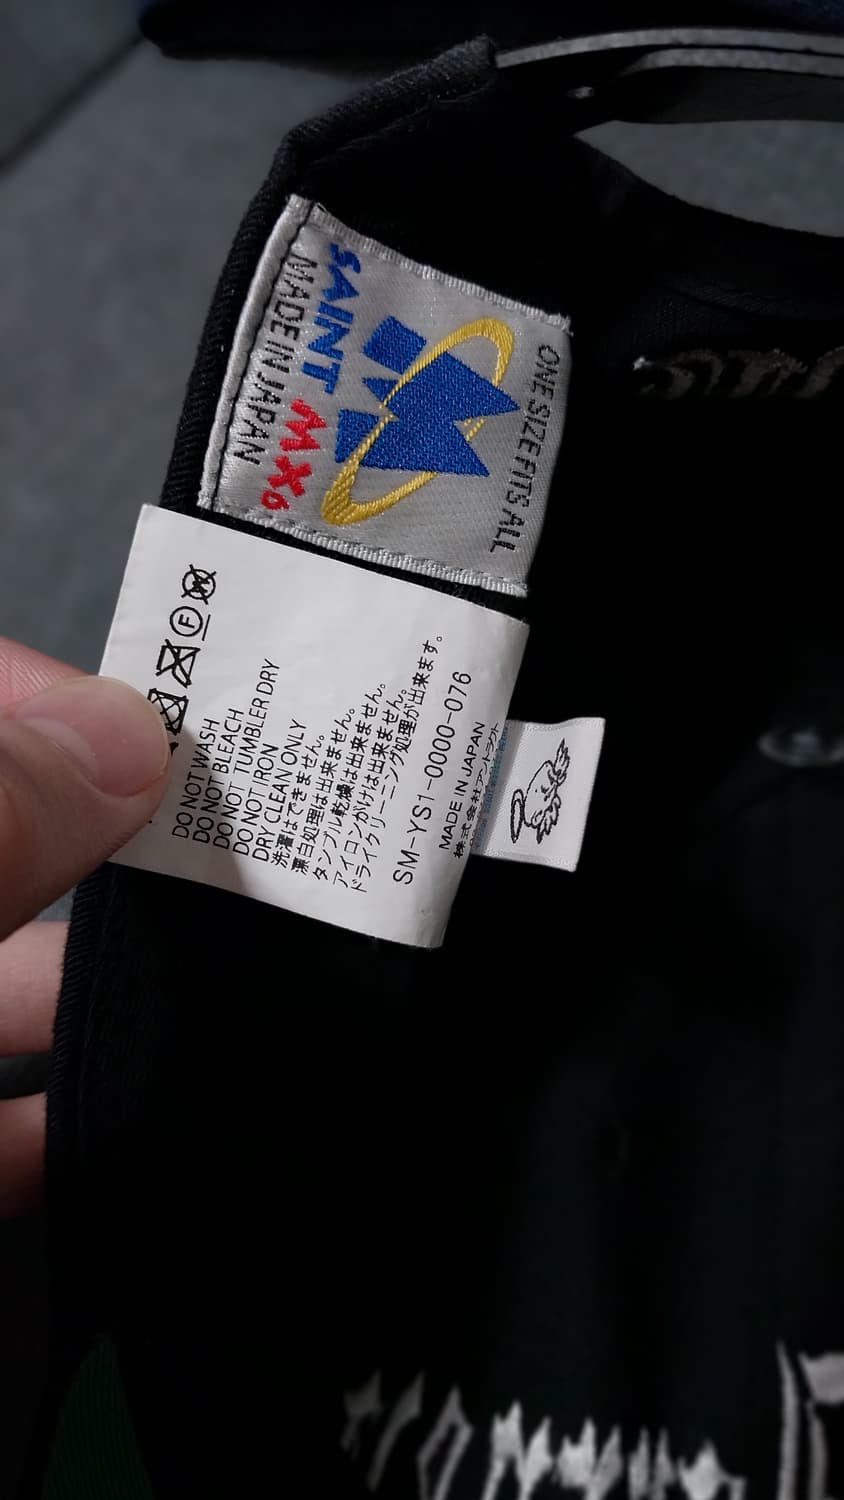 ONE SIZE FITS ALL
SAINT MX6
MADE IN JAPAN
DO NOT WASH
DO NOT BLEACH
DO NOT TUMBLER DRY
DO NOT IRON
DRY CLEAN ONLY
洗濯はできません。
漂白処理は出来ません。
タンブル乾燥は出来ません。
アイロンがけは出来ません。
ドライクリーニング処理が出来ます。
SM-YS1-0000-076
MADE IN JAPAN
株式会社アントラクト
F